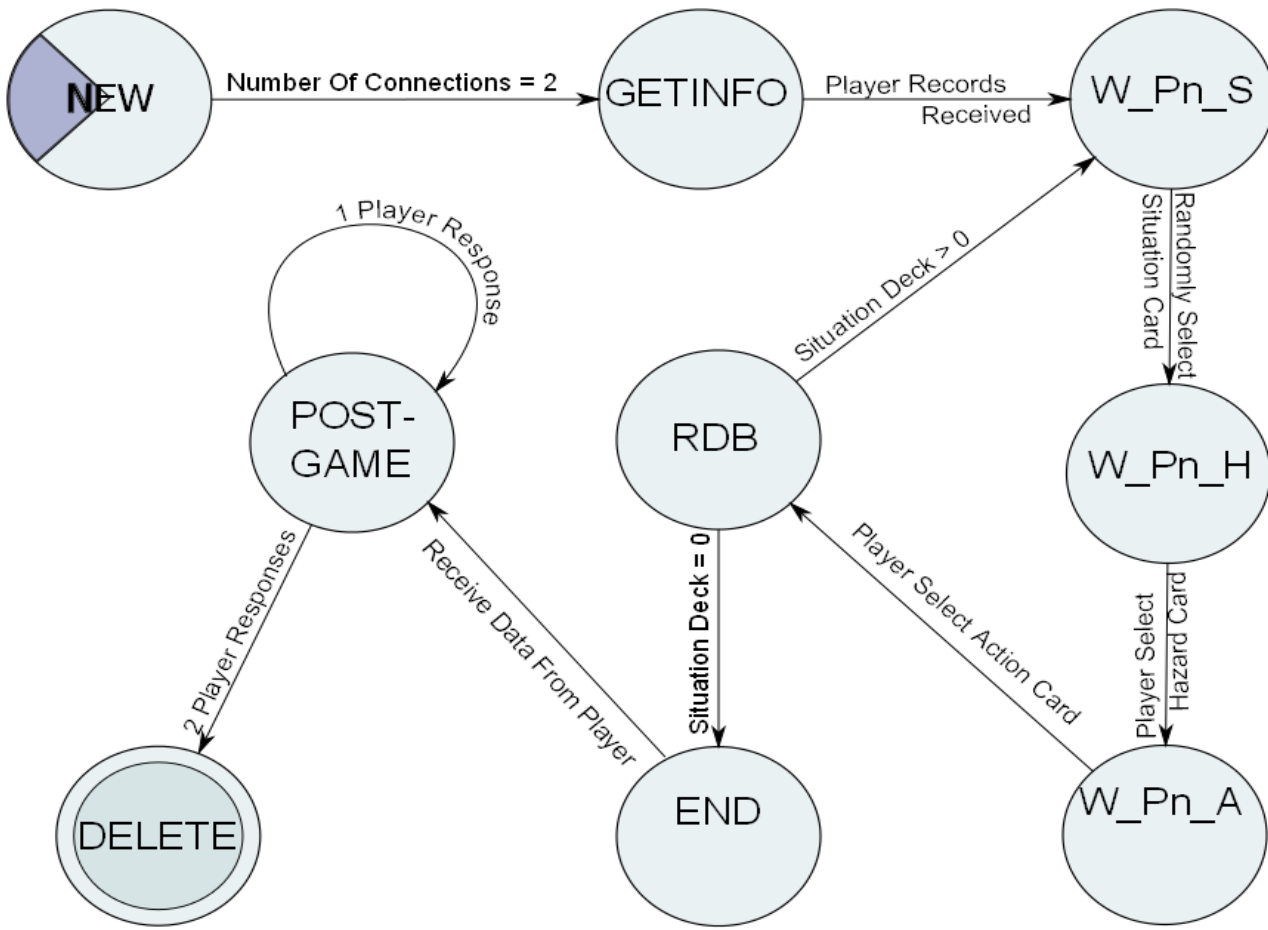 NEW
Number Of Connections = 2
GETINFO
Player Records
Received
W_Pn_S
1 Player Response
Situation Deck > 0
Randomly Select
Situation Card
POST-
GAME
RDB
W_Pn_H
2 Player Responses
Receive Data From Player
Situation Deck = 0
Player Select Action Card
Player Select
Hazard Card
DELETE
END
W_Pn_A